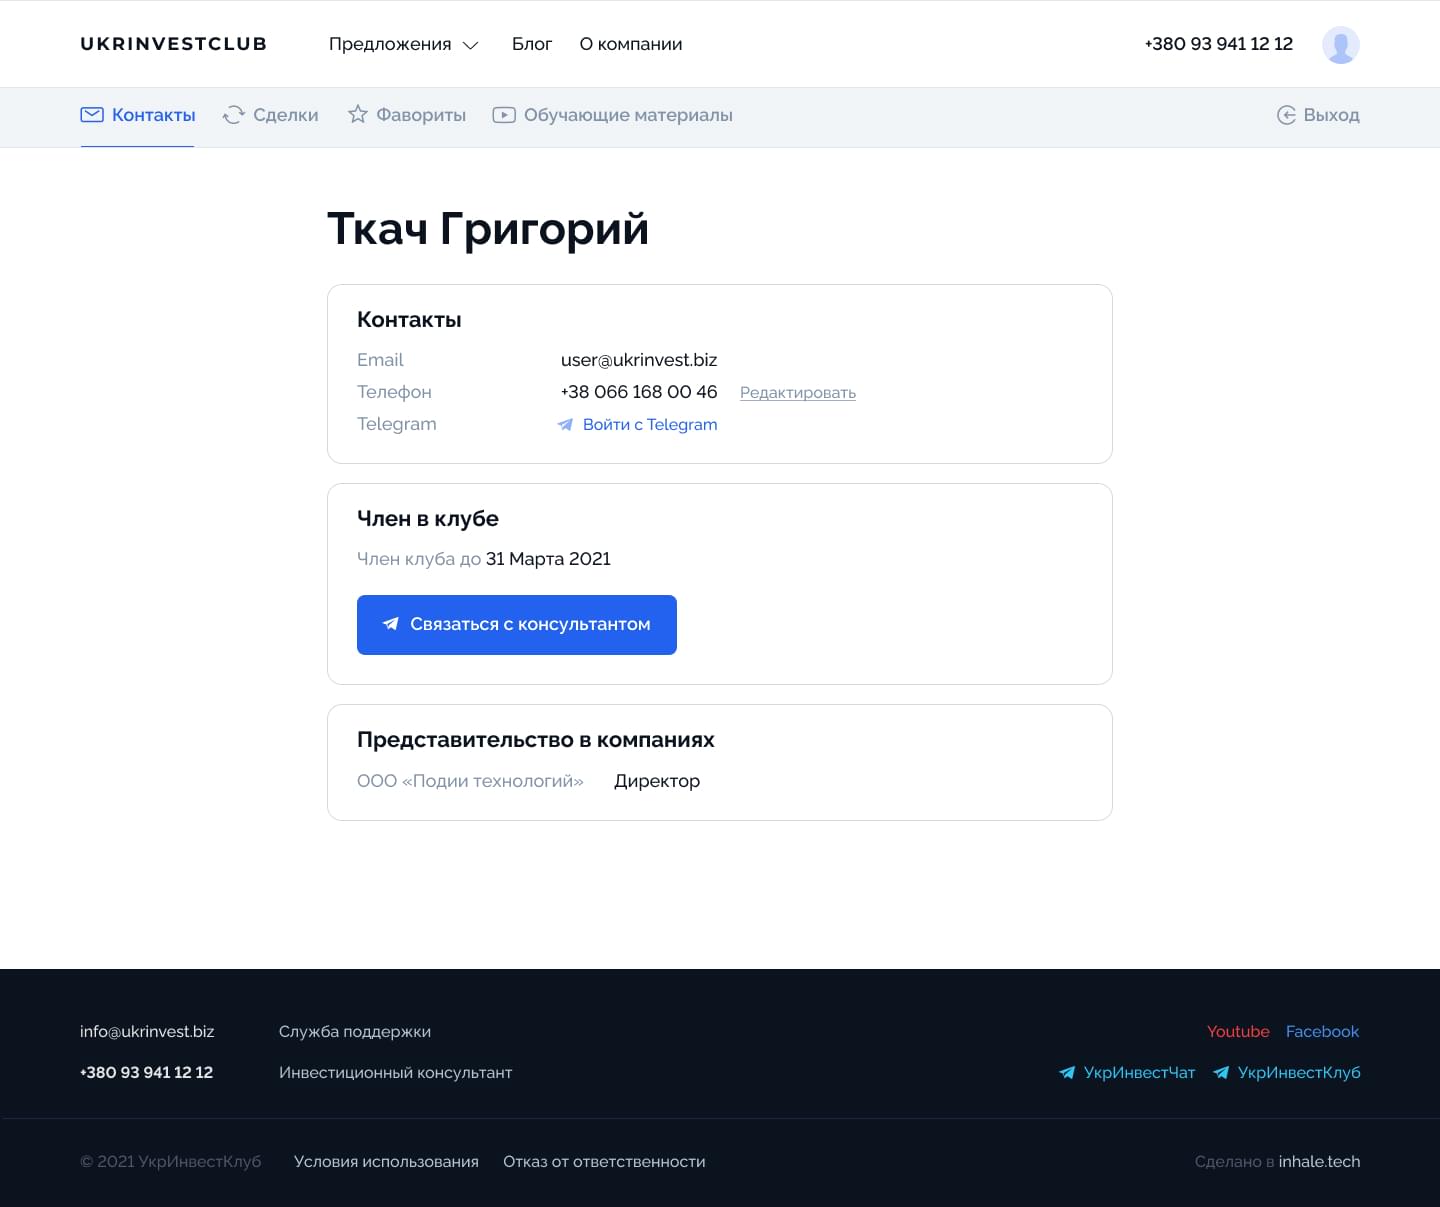 UKRINVESTCLUB Предложения Блог О компании +380 93 941 12 12
Контакты Сделки Фавориты Обучающие материалы Выход
Ткач Григорий
Контакты
Email user@ukrinvest.biz
Телефон +38 066 168 00 46 Редактировать
Telegram Войти с Telegram
Член в клубе
Член клуба до 31 Марта 2021
Связаться с консультантом
Представительство в компаниях
ООО «Подии технологий» Директор
info@ukrinvest.biz Служба поддержки Youtube Facebook
+380 93 941 12 12 Инвестиционный консультант УкрИнвестЧат УкрИнвестКлуб
© 2021 УкрИнвестКлуб Условия использования Отказ от ответственности Сделано в inhale.tech